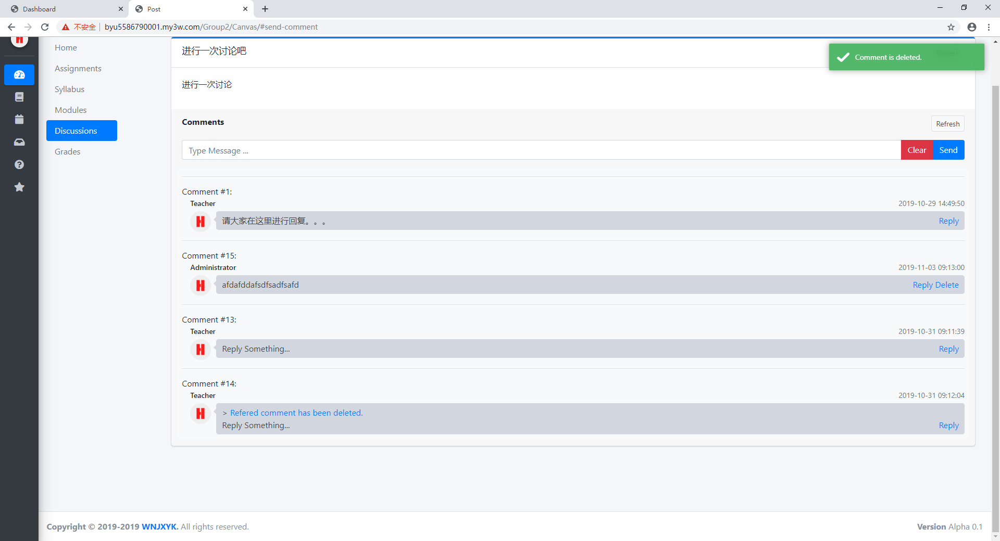 Dashboard
Post
不安全
byu5586790001.my3w.com/Group2/Canvas/#send-comment
Home
Assignments
Syllabus
Modules
Discussions
Grades
进行一次讨论吧
Comment is deleted.
进行一次讨论
Comments
Refresh
Type Message ...
Clear
Send
Comment #1:
Teacher
2019-10-29 14:49:50
请大家在这里进行回复。。。
Reply
Comment #15:
Administrator
2019-11-03 09:13:00
afdafddafsdfsadfsafd
Reply Delete
Comment #13:
Teacher
2019-10-31 09:11:39
Reply Something...
Reply
Comment #14:
Teacher
2019-10-31 09:12:04
> Refered comment has been deleted.
Reply Something...
Reply
Copyright © 2019-2019 WNJXYK. All rights reserved.
Version Alpha 0.1